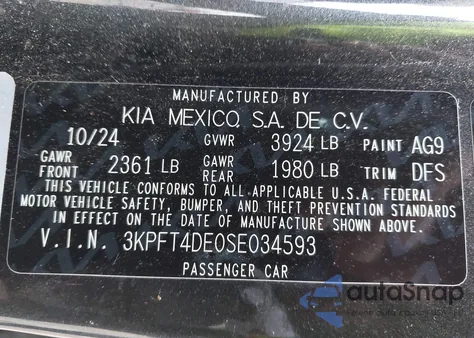 MANUFACTURED BY
KIA MEXICO, S.A. DE C.V.
10/24 GVWR 3924 LB PAINT AG9
GAWR FRONT 2361 LB GAWR REAR 1980 LB TRIM DFS
THIS VEHICLE CONFORMS TO ALL APPLICABLE U.S.A. FEDERAL
MOTOR VEHICLE SAFETY, BUMPER, AND THEFT PREVENTION STANDARDS
IN EFFECT ON THE DATE OF MANUFACTURE SHOWN ABOVE.
V.I.N. 3KPFT4DE0SE034593
PASSENGER CAR
autoSnap